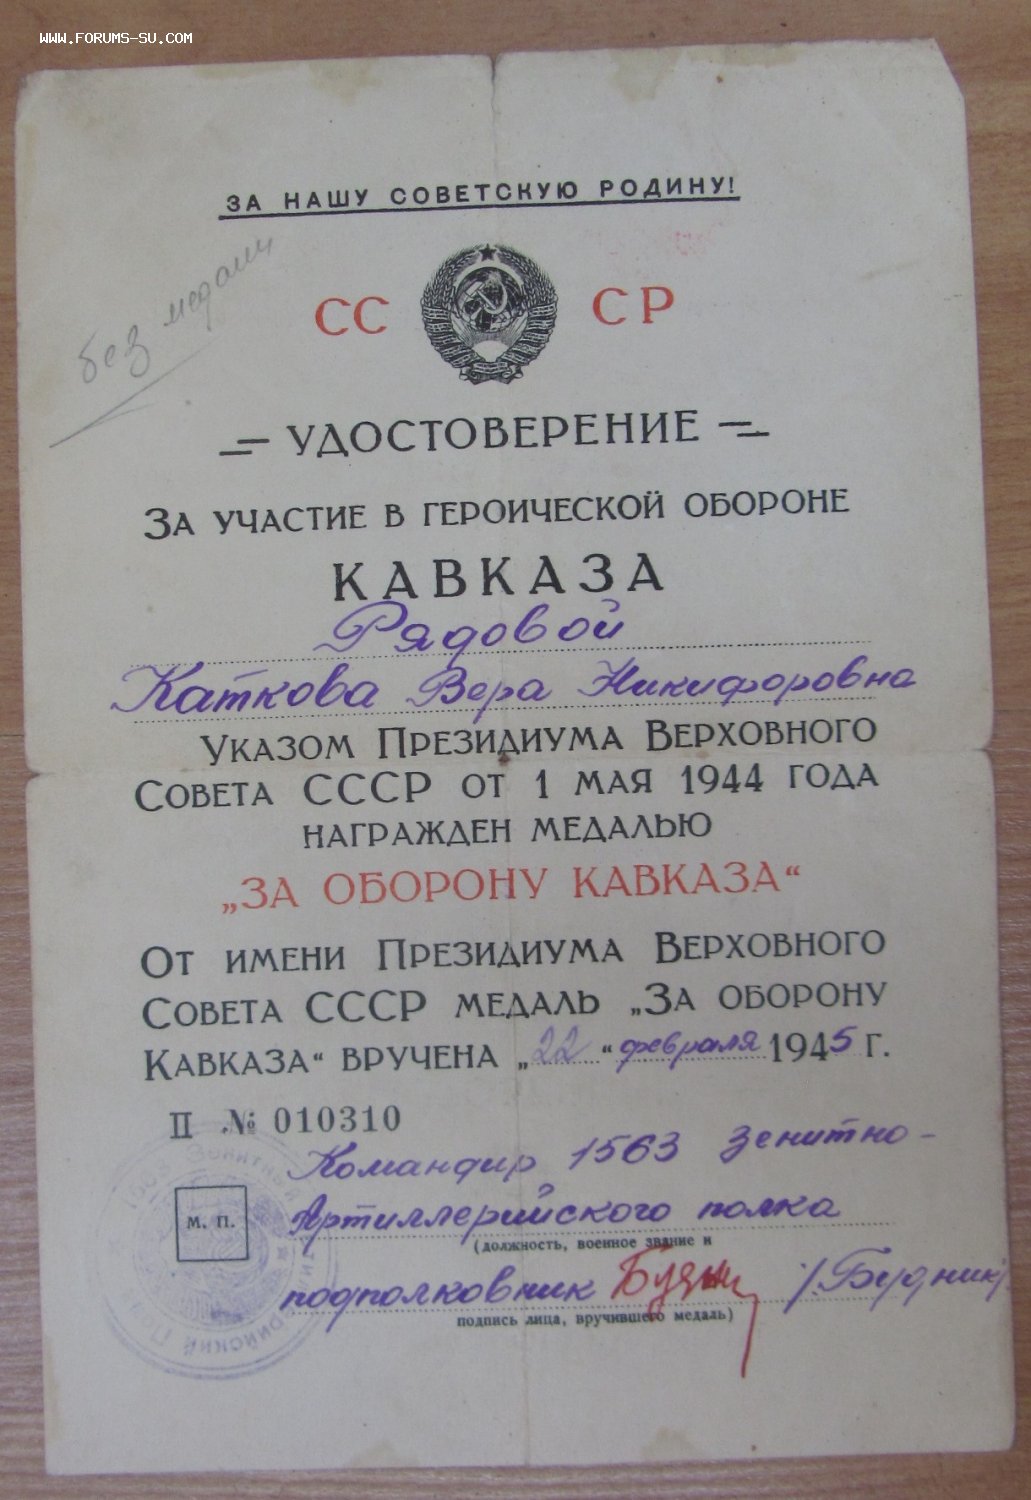 WWW.FORUMS-SU.COM
ЗА НАШУ СОВЕТСКУЮ РОДИНУ!
без медали
СС СР
УДОСТОВЕРЕНИЕ
ЗА УЧАСТИЕ В ГЕРОИЧЕСКОЙ ОБОРОНЕ
КАВКАЗА
Рядовой
Каткова Вера Никифоровна
УКАЗОМ ПРЕЗИДИУМА ВЕРХОВНОГО
СОВЕТА СССР ОТ 1 МАЯ 1944 ГОДА
НАГРАЖДЕН МЕДАЛЬЮ
„ЗА ОБОРОНУ КАВКАЗА“
ОТ ИМЕНИ ПРЕЗИДИУМА ВЕРХОВНОГО
СОВЕТА СССР МЕДАЛЬ „ЗА ОБОРОНУ
КАВКАЗА“ ВРУЧЕНА „22“ февраля 1945 Г.
II № 010310
Командир 1563 Зенитно-
Артиллерийского полка
М. П.
(должность, военное звание и
подполковник Будник /Будник/
подпись лица, вручившего медаль)